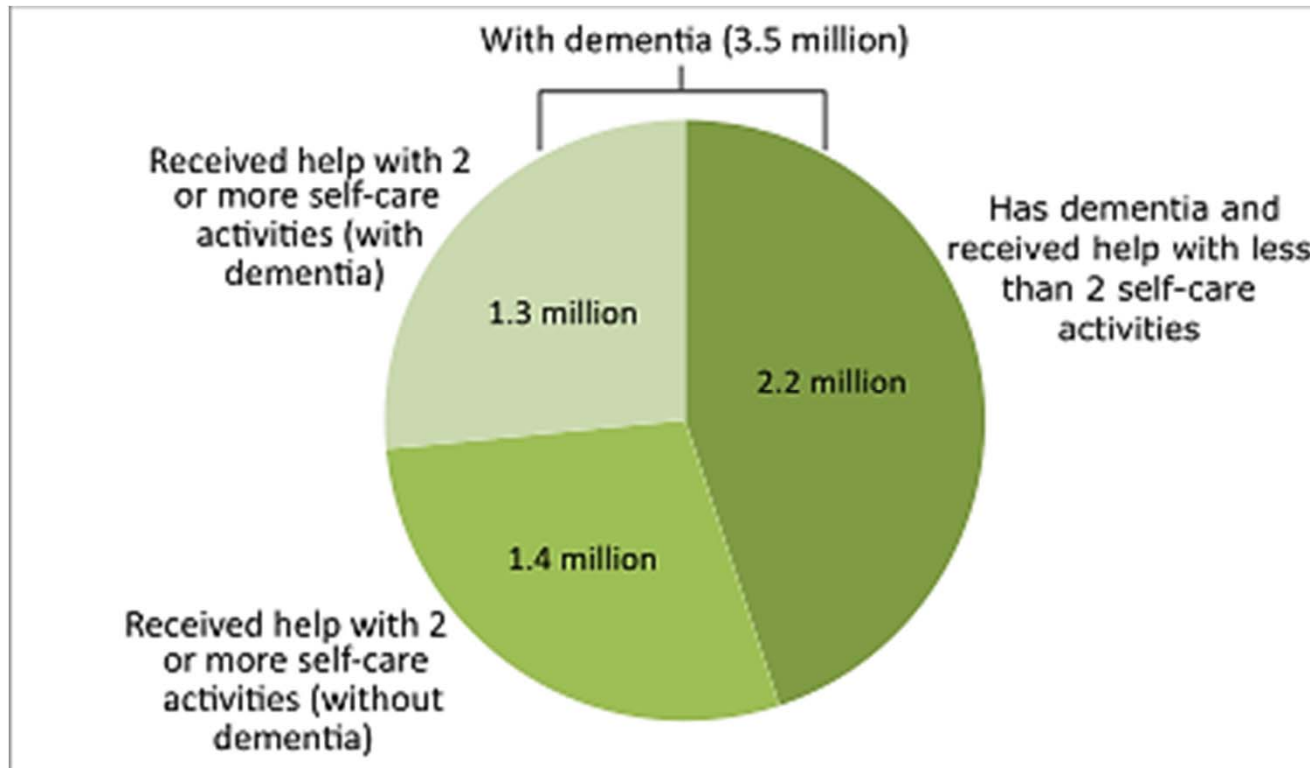 With dementia (3.5 million)
Received help with 2
or more self-care
activities (with
dementia)
Has dementia and
received help with less
than 2 self-care
activities
1.3 million
2.2 million
1.4 million
Received help with 2
or more self-care
activities (without
dementia)